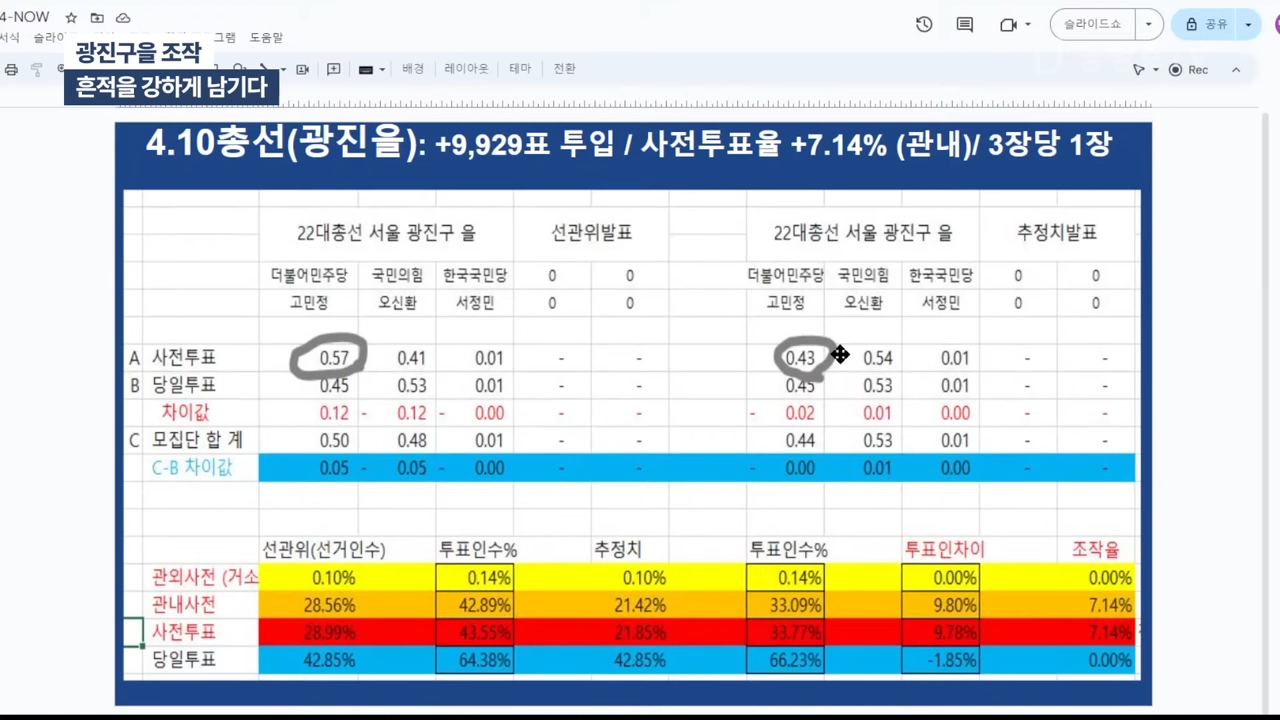 4-NOW
슬라이드쇼
공유
서식 슬라 그램 도움말
광진구을 조작
흔적을 강하게 남기다
배경 레이아웃 테마 전환
Rec
4.10총선(광진을): +9,929표 투입 / 사전투표율 +7.14% (관내)/ 3장당 1장
22대총선 서울 광진구 을 선관위발표 22대총선 서울 광진구 을 추정치발표
더불어민주당 국민의힘 한국국민당 0 0 더불어민주당 국민의힘 한국국민당 0 0
고민정 오신환 서정민 0 0 고민정 오신환 서정민 0 0
A 사전투표 0.57 0.41 0.01 - - 0.43 0.54 0.01 - -
B 당일투표 0.45 0.53 0.01 - - 0.45 0.53 0.01 - -
차이값 0.12 - 0.12 - 0.00 - - - 0.02 0.01 0.00 - -
C 모집단 합 계 0.50 0.48 0.01 - - 0.44 0.53 0.01 - -
C-B 차이값 0.05 - 0.05 - 0.00 - - - 0.00 0.01 0.00 - -
선관위(선거인수) 투표인수% 추정치 투표인수% 투표인차이 조작율
관외사전 (거소 0.10% 0.14% 0.10% 0.14% 0.00% 0.00%
관내사전 28.56% 42.89% 21.42% 33.09% 9.80% 7.14%
사전투표 28.99% 43.55% 21.85% 33.77% 9.78% 7.14%
당일투표 42.85% 64.38% 42.85% 66.23% -1.85% 0.00%